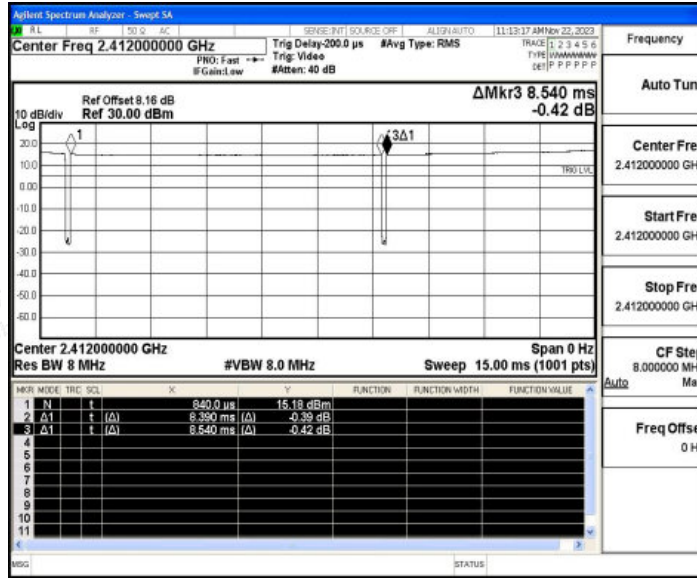 Agilent Spectrum Analyzer - Swept SA
RL RF 50 Ω AC SENSE:INT SOURCE OFF ALIGN AUTO 11:13:17 AM Nov 22, 2023
Center Freq 2.412000000 GHz
PNO: Fast
IFGain:Low
Trig Delay-200.0 µs
Trig: Video
#Atten: 40 dB
#Avg Type: RMS
TRACE 1 2 3 4 5 6
TYPE WWWWWW
DET P P P P P P
Ref Offset 8.16 dB
10 dB/div Ref 30.00 dBm
ΔMkr3 8.540 ms
-0.42 dB
Log
20.0
10.0
0.00
-10.0
-20.0
-30.0
-40.0
-50.0
-60.0
1
3Δ1
TRIG LVL
Center 2.412000000 GHz Span 0 Hz
Res BW 8 MHz #VBW 8.0 MHz Sweep 15.00 ms (1001 pts)
MKR MODE TRC SCL X Y FUNCTION FUNCTION WIDTH FUNCTION VALUE
1 N t 840.0 µs 15.18 dBm
2 Δ1 t (Δ) 8.390 ms (Δ) -0.39 dB
3 Δ1 t (Δ) 8.540 ms (Δ) -0.42 dB
4
5
6
7
8
9
10
11
MSG STATUS
Frequency
Auto Tun
Center Fre
2.412000000 GH
Start Fre
2.412000000 GH
Stop Fre
2.412000000 GH
CF Ste
8.000000 MH
Auto Ma
Freq Offse
0 H